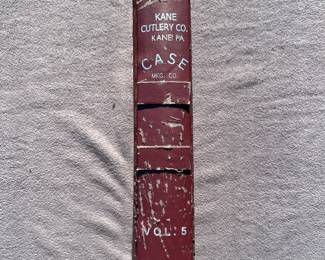 KANE
CUTLERY CO.
KANE PA
CASE
MFG. CO.
VOL. 5